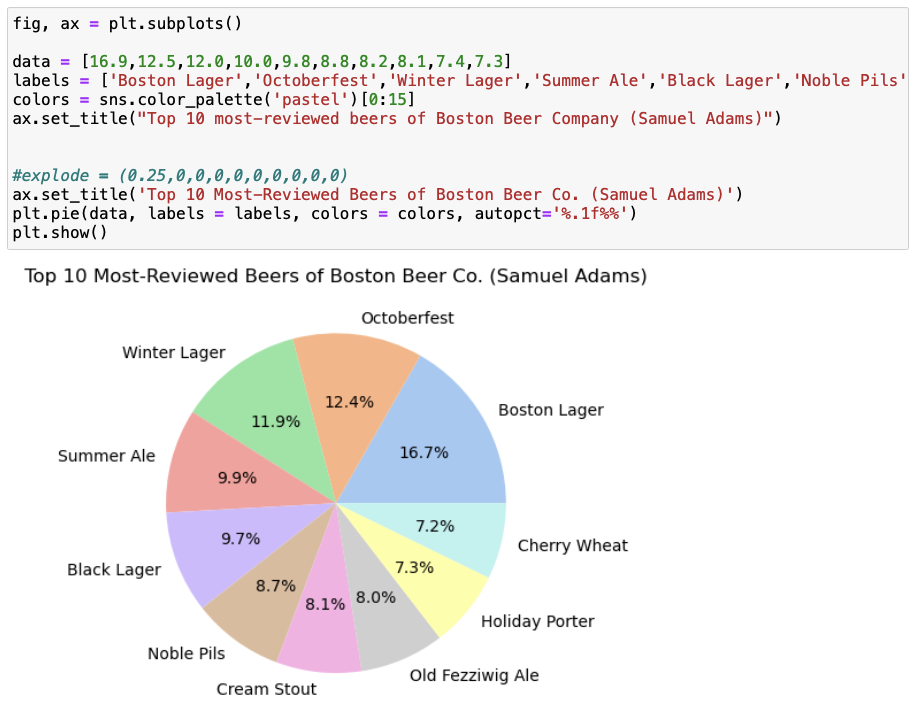 fig, ax = plt.subplots()
data = [16.9,12.5,12.0,10.0,9.8,8.8,8.2,8.1,7.4,7.3]
labels = ['Boston Lager','Octoberfest','Winter Lager','Summer Ale','Black Lager','Noble Pils'
colors = sns.color_palette('pastel')[0:15]
ax.set_title("Top 10 most-reviewed beers of Boston Beer Company (Samuel Adams)")
#explode = (0.25,0,0,0,0,0,0,0,0,0)
ax.set_title('Top 10 Most-Reviewed Beers of Boston Beer Co. (Samuel Adams)')
plt.pie(data, labels = labels, colors = colors, autopct='%.1f%%')
plt.show()
Top 10 Most-Reviewed Beers of Boston Beer Co. (Samuel Adams)
Octoberfest
Winter Lager
12.4%
Boston Lager
11.9%
16.7%
Summer Ale
9.9%
7.2%
9.7%
Cherry Wheat
Black Lager
7.3%
8.7%
8.0%
8.1%
Holiday Porter
Noble Pils
Old Fezziwig Ale
Cream Stout